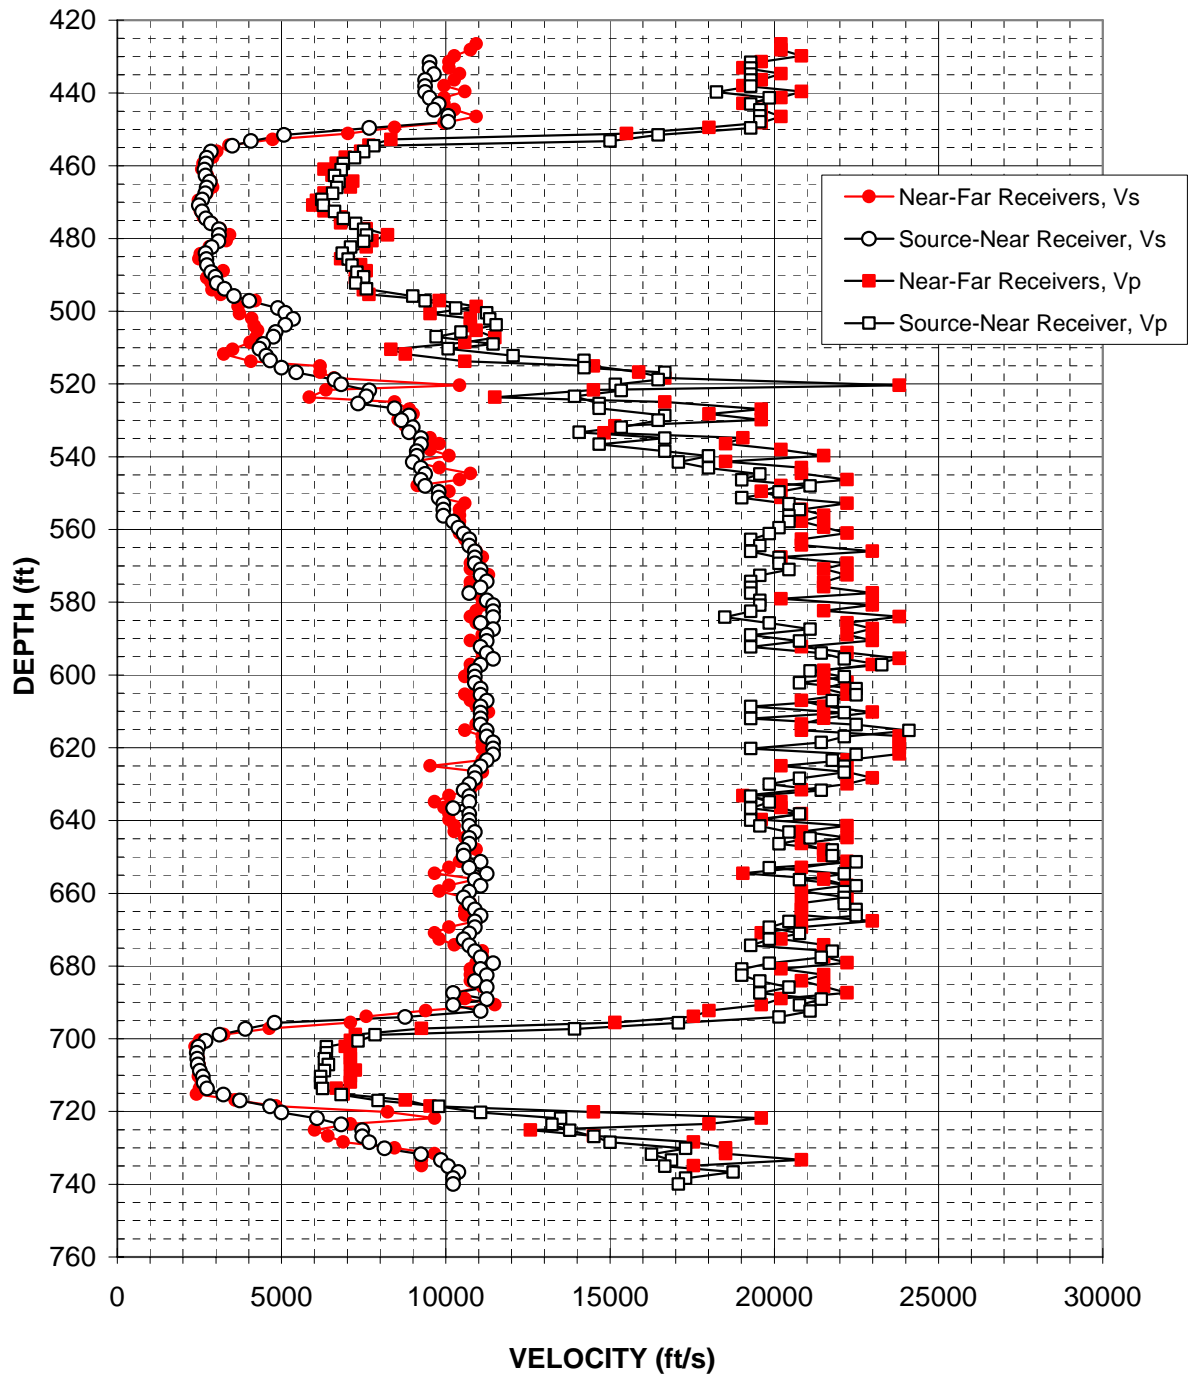 420
440
460
480
500
520
540
560
580
600
620
640
660
680
700
720
740
760
DEPTH (ft)
Near-Far Receivers, Vs
Source-Near Receiver, Vs
Near-Far Receivers, Vp
Source-Near Receiver, Vp
0 5000 10000 15000 20000 25000 30000
VELOCITY (ft/s)